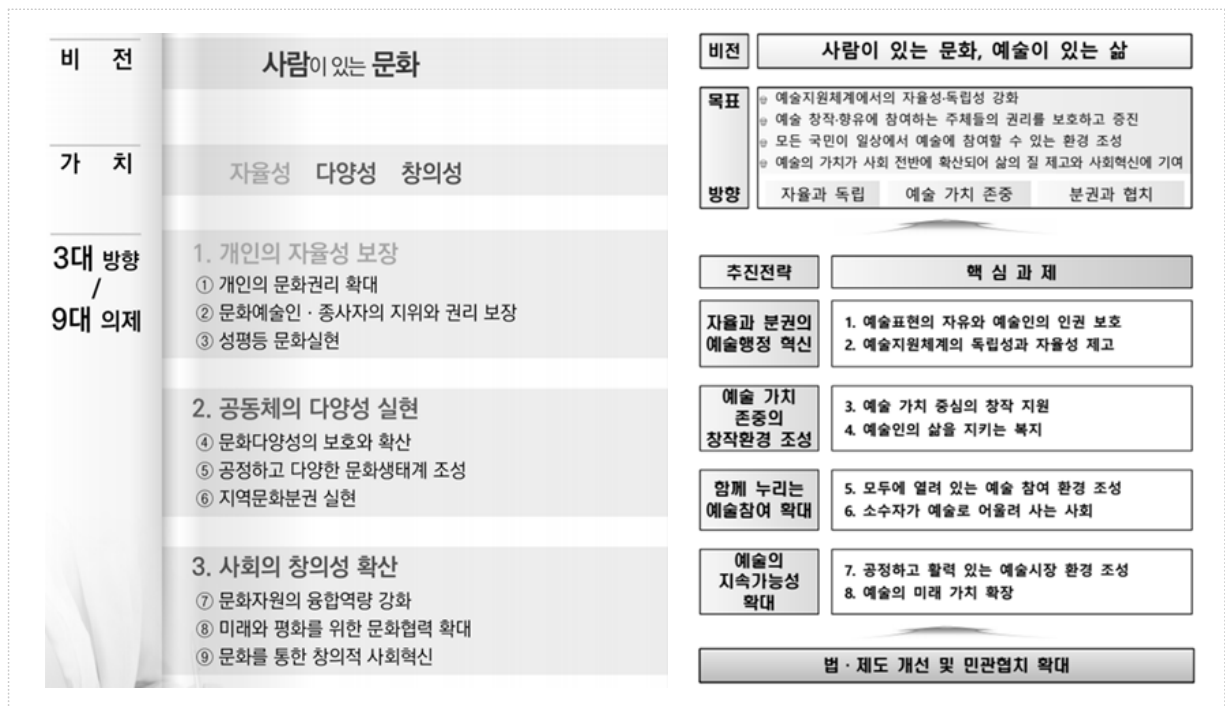 비 전
사람이 있는 문화
가 치
자율성 다양성 창의성
3대 방향
/
9대 의제
1. 개인의 자율성 보장
① 개인의 문화권리 확대
② 문화예술인 · 종사자의 지위와 권리 보장
③ 성평등 문화실현
2. 공동체의 다양성 실현
④ 문화다양성의 보호와 확산
⑤ 공정하고 다양한 문화생태계 조성
⑥ 지역문화분권 실현
3. 사회의 창의성 확산
⑦ 문화자원의 융합역량 강화
⑧ 미래와 평화를 위한 문화협력 확대
⑨ 문화를 통한 창의적 사회혁신
비전
사람이 있는 문화, 예술이 있는 삶
목표
예술지원체계에서의 자율성·독립성 강화
예술 창작·향유에 참여하는 주체들의 권리를 보호하고 증진
모든 국민이 일상에서 예술에 참여할 수 있는 환경 조성
예술의 가치가 사회 전반에 확산되어 삶의 질 제고와 사회혁신에 기여
방향
자율과 독립 예술 가치 존중 분권과 협치
추진전략 핵심과제
자율과 분권의
예술행정 혁신
1. 예술표현의 자유와 예술인의 인권 보호
2. 예술지원체계의 독립성과 자율성 제고
예술 가치
존중의
창작환경 조성
3. 예술 가치 중심의 창작 지원
4. 예술인의 삶을 지키는 복지
함께 누리는
예술참여 확대
5. 모두에 열려 있는 예술 참여 환경 조성
6. 소수자가 예술로 어울려 사는 사회
예술의
지속가능성
확대
7. 공정하고 활력 있는 예술시장 환경 조성
8. 예술의 미래 가치 확장
법 · 제도 개선 및 민관협치 확대